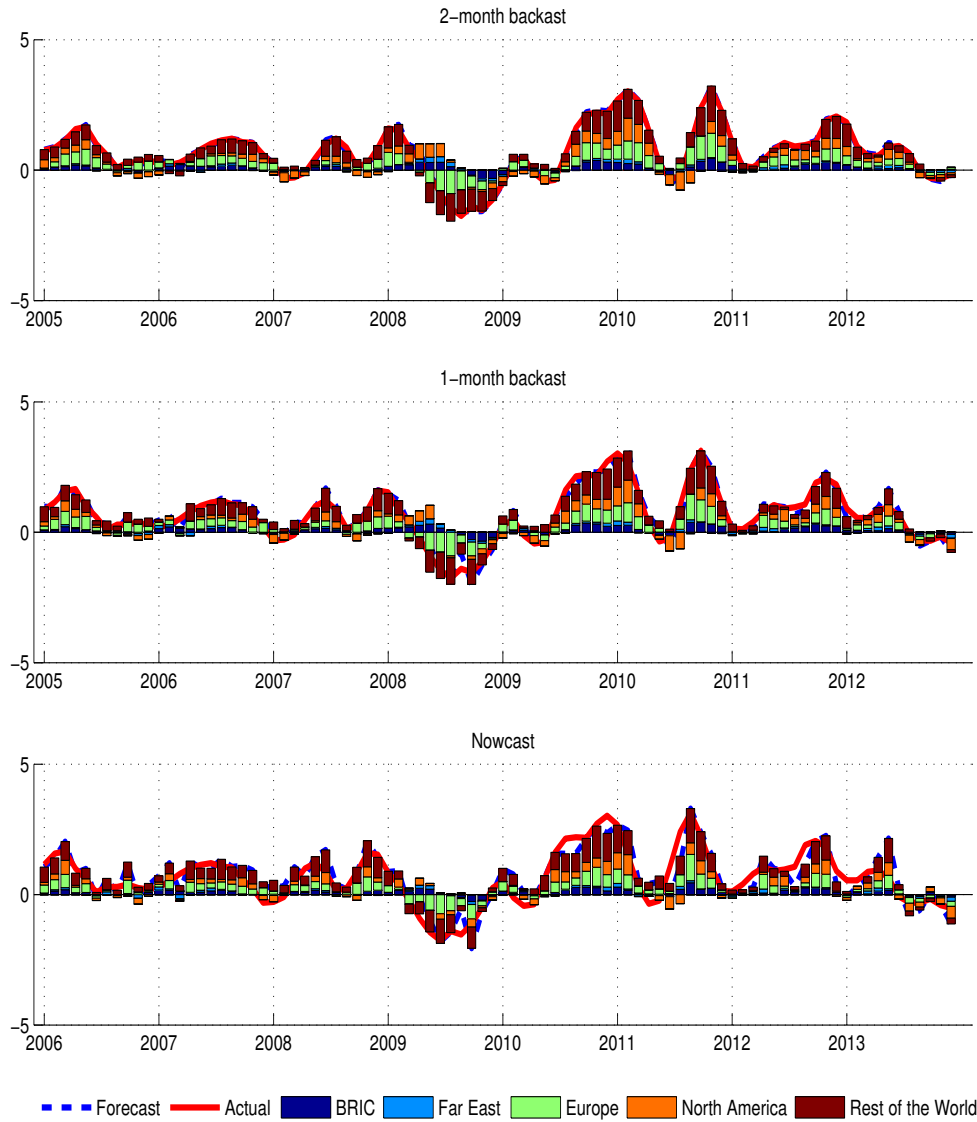 2−month backast
5
0
−5
2005 2006 2007 2008 2009 2010 2011 2012
1−month backast
5
0
−5
2005 2006 2007 2008 2009 2010 2011 2012
Nowcast
5
0
−5
2006 2007 2008 2009 2010 2011 2012 2013
Forecast Actual BRIC Far East Europe North America Rest of the World